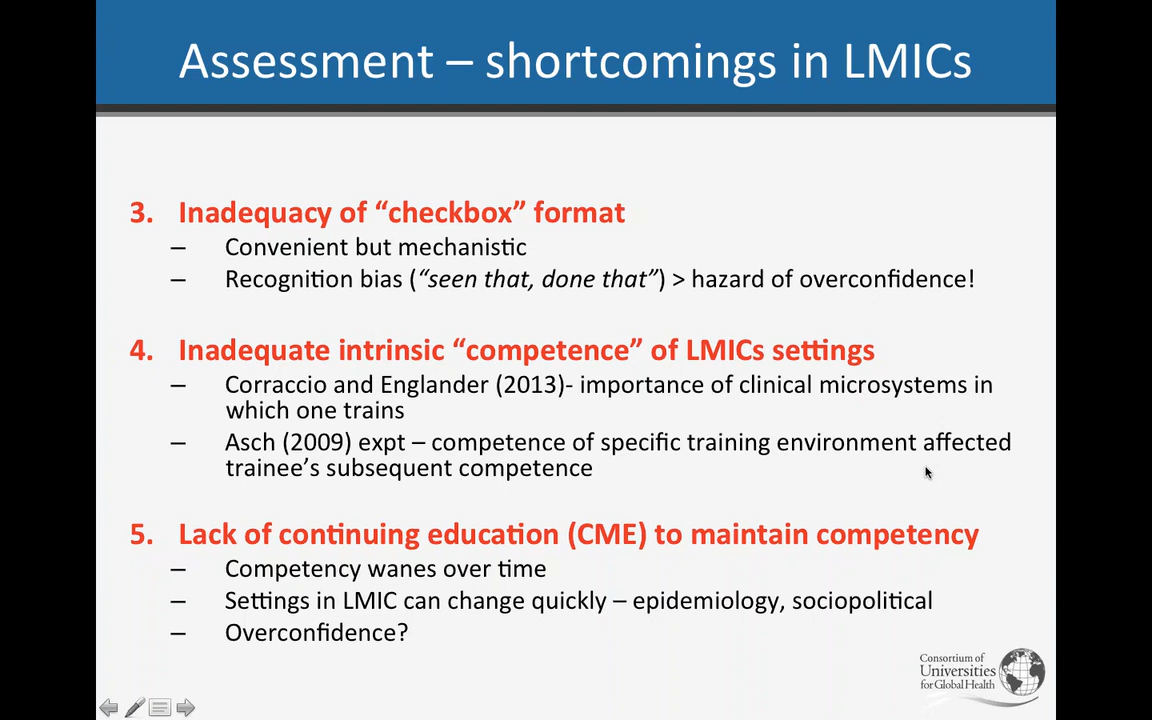 Assessment – shortcomings in LMICs
3. Inadequacy of “checkbox” format
– Convenient but mechanistic
– Recognition bias (“seen that, done that”) > hazard of overconfidence!
4. Inadequate intrinsic “competence” of LMICs settings
– Corraccio and Englander (2013)- importance of clinical microsystems in
which one trains
– Asch (2009) expt – competence of specific training environment affected
trainee’s subsequent competence
5. Lack of continuing education (CME) to maintain competency
– Competency wanes over time
– Settings in LMIC can change quickly – epidemiology, sociopolitical
– Overconfidence?
Consortium of
Universities
for Global Health